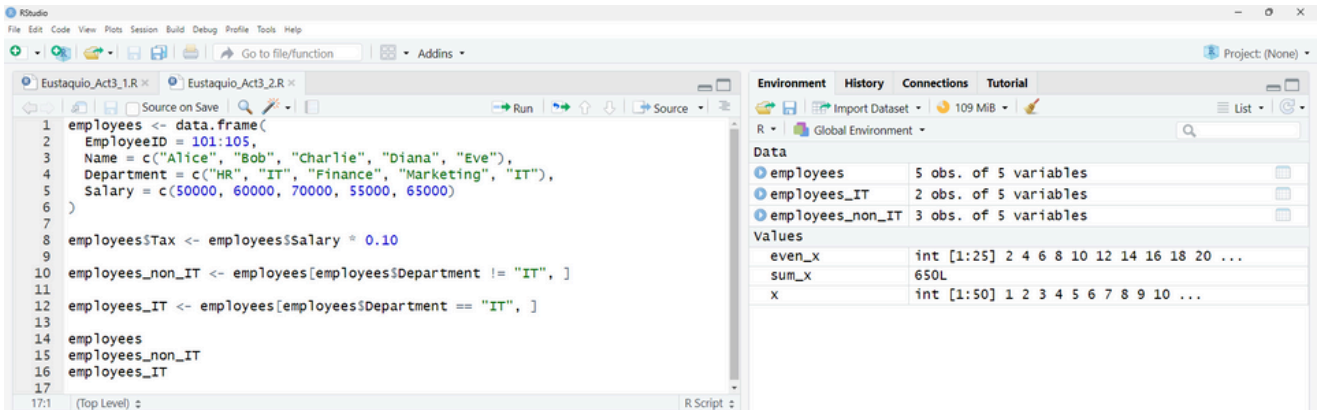 RStudio
File Edit Code View Plots Session Build Debug Profile Tools Help
Go to file/function Addins Project: (None)
Eustaquio_Act3_1.R Eustaquio_Act3_2.R
Source on Save Run Source
1 employees <- data.frame(
2 EmployeeID = 101:105,
3 Name = c("Alice", "Bob", "Charlie", "Diana", "Eve"),
4 Department = c("HR", "IT", "Finance", "Marketing", "IT"),
5 Salary = c(50000, 60000, 70000, 55000, 65000)
6 )
7
8 employees$Tax <- employees$Salary * 0.10
9
10 employees_non_IT <- employees[employees$Department != "IT", ]
11
12 employees_IT <- employees[employees$Department == "IT", ]
13
14 employees
15 employees_non_IT
16 employees_IT
17
17:1 (Top Level) R Script
Environment History Connections Tutorial
Import Dataset 109 MiB List
R Global Environment
Data
employees 5 obs. of 5 variables
employees_IT 2 obs. of 5 variables
employees_non_IT 3 obs. of 5 variables
Values
even_x int [1:25] 2 4 6 8 10 12 14 16 18 20 ...
sum_x 650L
x int [1:50] 1 2 3 4 5 6 7 8 9 10 ...